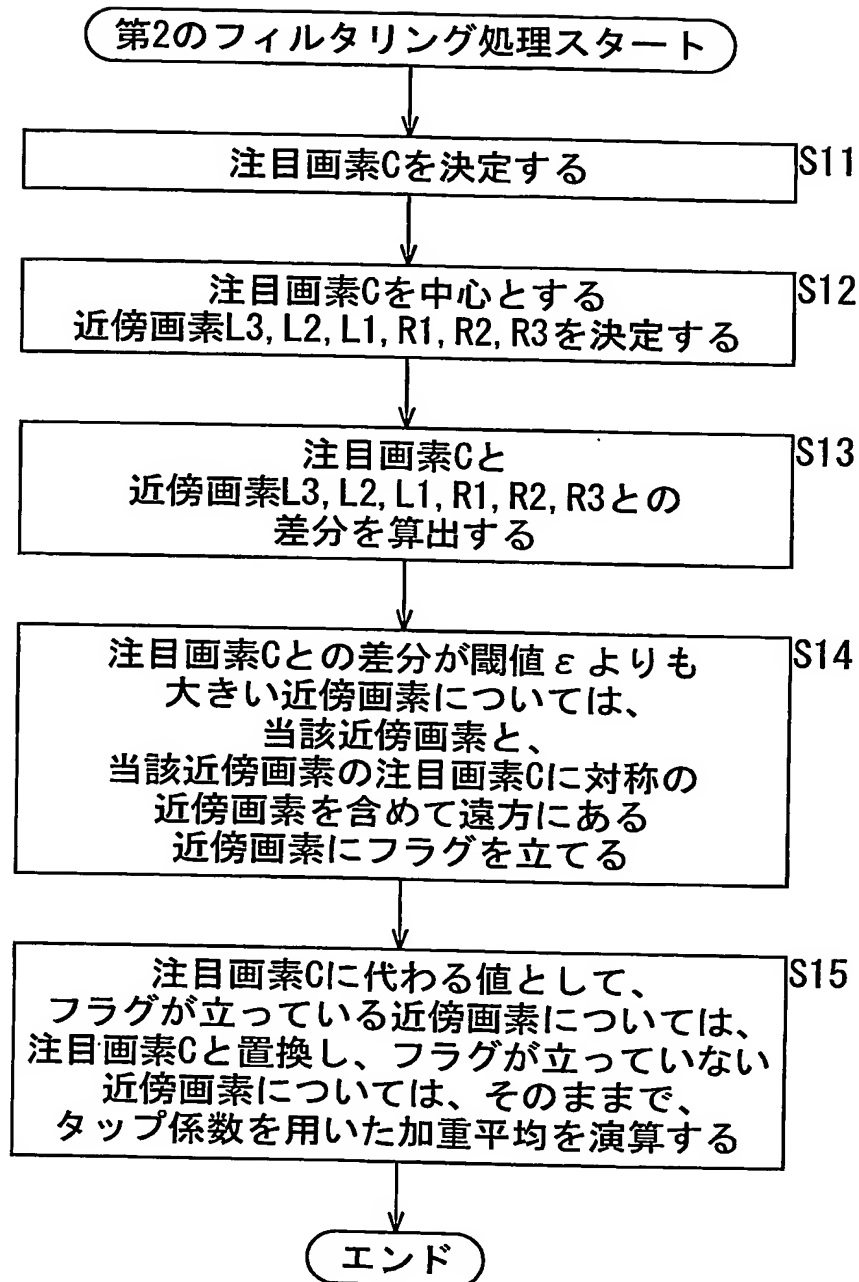 第2のフィルタリング処理スタート
注目画素Cを決定する
S11
注目画素Cを中心とする
近傍画素L3, L2, L1, R1, R2, R3を決定する
S12
注目画素Cと
近傍画素L3, L2, L1, R1, R2, R3との
差分を算出する
S13
注目画素Cとの差分が閾値εよりも
大きい近傍画素については、
当該近傍画素と、
当該近傍画素の注目画素Cに対称の
近傍画素を含めて遠方にある
近傍画素にフラグを立てる
S14
注目画素Cに代わる値として、
フラグが立っている近傍画素については、
注目画素Cと置換し、フラグが立っていない
近傍画素については、そのままで、
タップ係数を用いた加重平均を演算する
S15
エンド